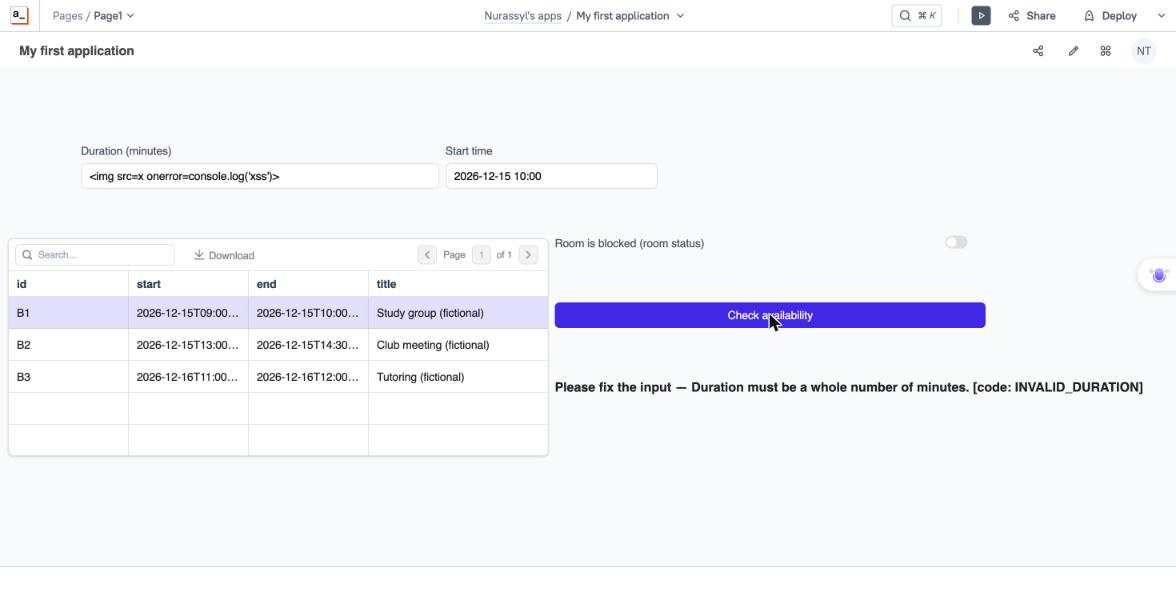 a_ Pages / Page1 Nurassyl's apps / My first application ⌘ K Share Deploy
My first application NT
Duration (minutes) Start time
<img src=x onerror=console.log('xss')> 2026-12-15 10:00
Room is blocked (room status)
Search... Download Page 1 of 1
id start end title
B1 2026-12-15T09:00... 2026-12-15T10:00... Study group (fictional)
Check availability
B2 2026-12-15T13:00... 2026-12-15T14:30... Club meeting (fictional)
B3 2026-12-16T11:00... 2026-12-16T12:00... Tutoring (fictional)
Please fix the input — Duration must be a whole number of minutes. [code: INVALID_DURATION]